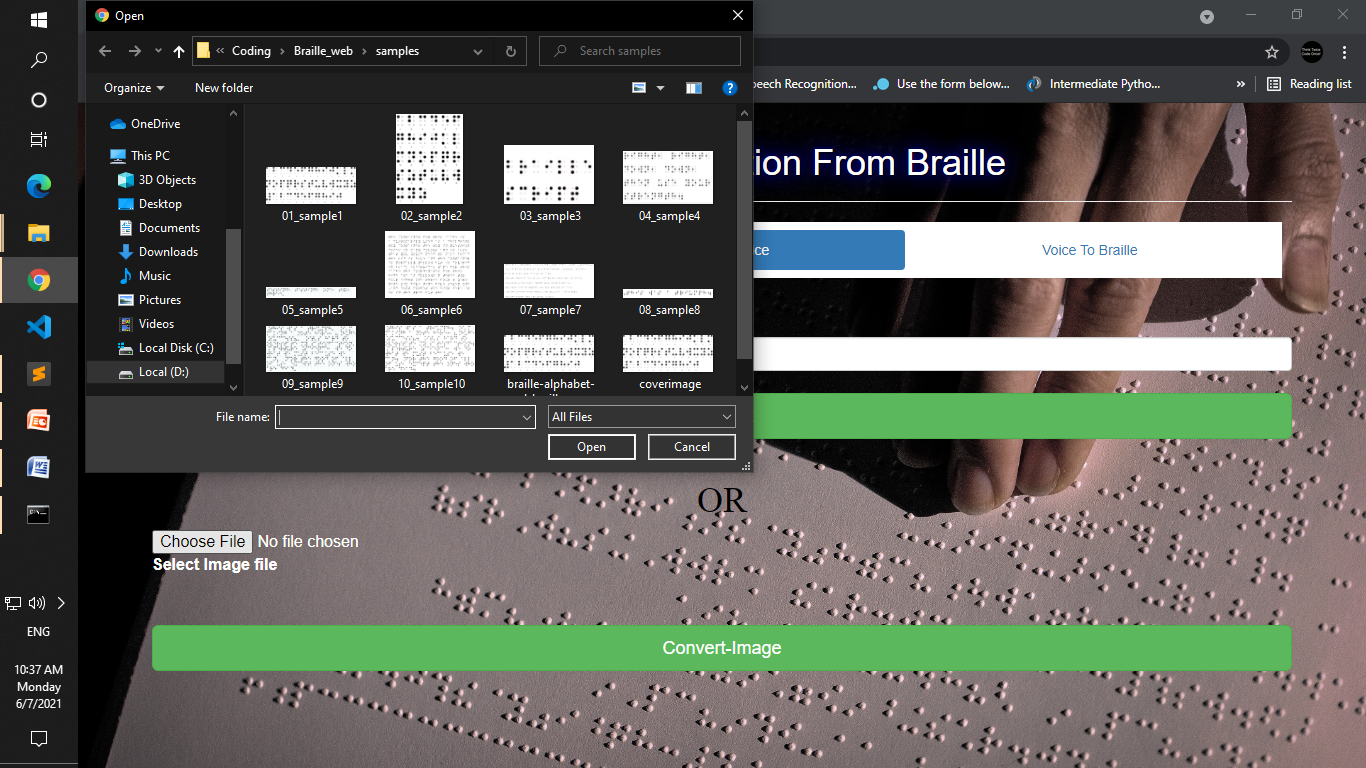 Open
Coding
Braille_web
samples
Search samples
Organize
New folder
OneDrive
This PC
3D Objects
Desktop
Documents
Downloads
Music
Pictures
Videos
Local Disk (C:)
Local (D:)
01_sample1
02_sample2
03_sample3
04_sample4
05_sample5
06_sample6
07_sample7
08_sample8
09_sample9
10_sample10
braille-alphabet-
coverimage
File name:
All Files
Open
Cancel
eech Recognition...
Use the form below...
Intermediate Pytho...
»
Reading list
tion From Braille
ce
Voice To Braille
OR
Choose File No file chosen
Select Image file
Convert-Image
ENG
10:37 AM
Monday
6/7/2021